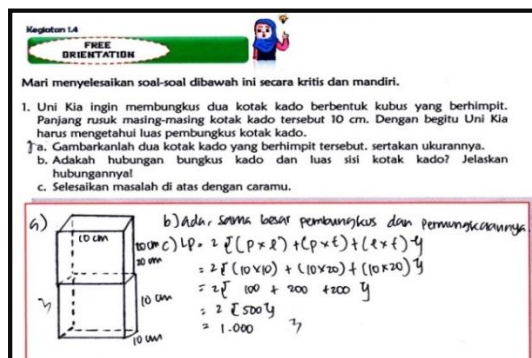 Kegiatan 1.4
FREE
ORIENTATION
Mari menyelesaikan soal-soal dibawah ini secara kritis dan mandiri.
1. Uni Kia ingin membungkus dua kotak kado berbentuk kubus yang berhimpit.
Panjang rusuk masing-masing kotak kado tersebut 10 cm. Dengan begitu Uni Kia
harus mengetahui luas pembungkus kotak kado.
a. Gambarkanlah dua kotak kado yang berhimpit tersebut. sertakan ukurannya.
b. Adakah hubungan bungkus kado dan luas sisi kotak kado? Jelaskan
hubungannya!
c. Selesaikan masalah di atas dengan caramu.
a)
10 cm
10 cm
10 cm
b) ada, sama besar pembungkus dan permungkaannya
c) LP = 2 {(p x l) + (p x t) + (l x t)}
= 2 {(10 x 10) + (10 x 20) + (10 x 20)}
= 2 { 100 + 200 + 200 }
= 2 {500}
= 1.000